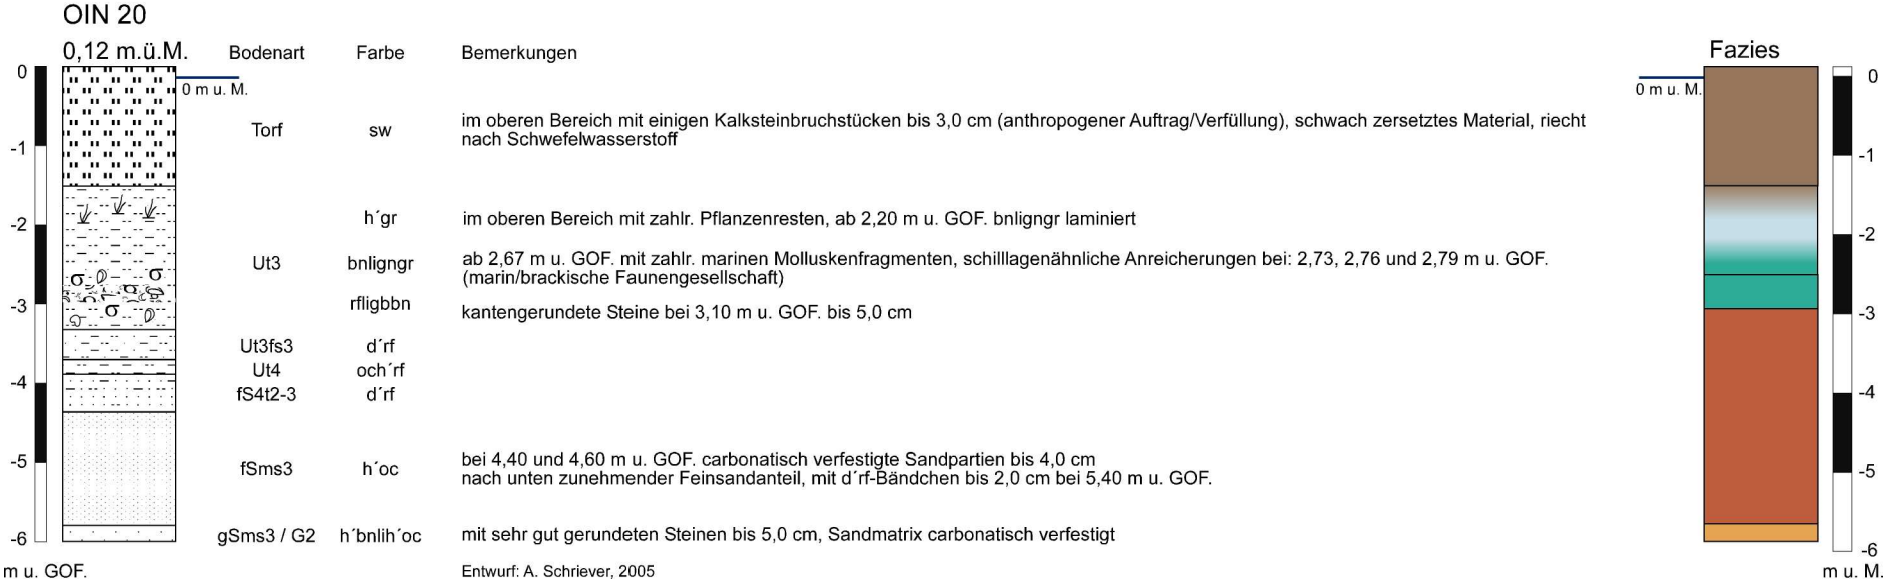 OIN 20
0,12 m.ü.M.
Bodenart
Farbe
Bemerkungen
Fazies
0
0 m u. M.
0 m u. M.
0
Torf
sw
im oberen Bereich mit einigen Kalksteinbruchstücken bis 3,0 cm (anthropogener Auftrag/Verfüllung), schwach zersetztes Material, riecht
nach Schwefelwasserstoff
-1
-1
h´gr
im oberen Bereich mit zahlr. Pflanzenresten, ab 2,20 m u. GOF. bnligngr laminiert
-2
-2
Ut3
bnligngr
ab 2,67 m u. GOF. mit zahlr. marinen Molluskenfragmenten, schilllagenähnliche Anreicherungen bei: 2,73, 2,76 und 2,79 m u. GOF.
(marin/brackische Faunengesellschaft)
rfligbbn
-3
-3
kantengerundete Steine bei 3,10 m u. GOF. bis 5,0 cm
Ut3fs3
d´rf
Ut4
och´rf
-4
-4
fS4t2-3
d´rf
fSms3
h´oc
bei 4,40 und 4,60 m u. GOF. carbonatisch verfestigte Sandpartien bis 4,0 cm
nach unten zunehmender Feinsandanteil, mit d´rf-Bändchen bis 2,0 cm bei 5,40 m u. GOF.
-5
-5
gSms3 / G2
h´bnlih´oc
mit sehr gut gerundeten Steinen bis 5,0 cm, Sandmatrix carbonatisch verfestigt
-6
-6
m u. GOF.
Entwurf: A. Schriever, 2005
m u. M.